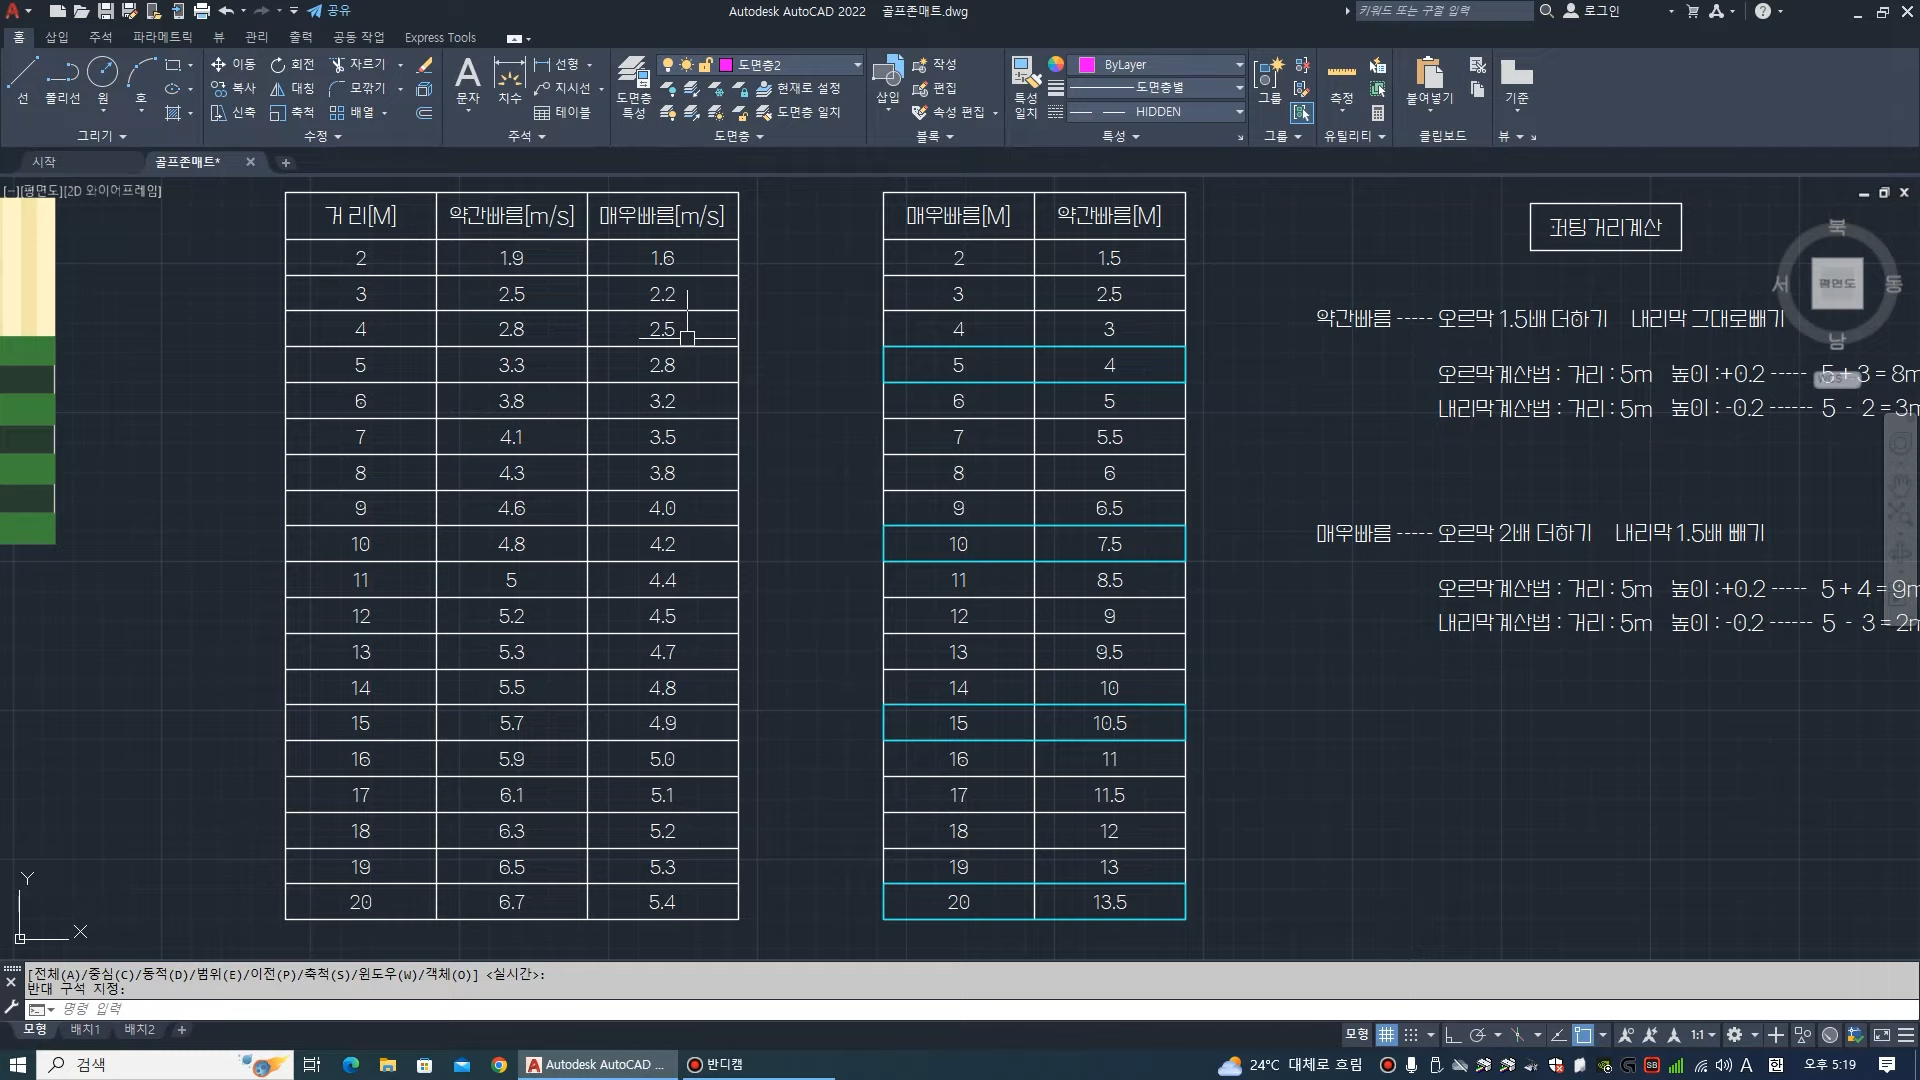 공유
Autodesk AutoCAD 2022 골프존매트.dwg
키워드 또는 구절 입력
로그인
홈 삽입 주석 파라메트릭 뷰 관리 출력 공동 작업 Express Tools
선 폴리선 원 호
이동 회전 자르기
복사 대칭 모깎기
신축 축척 배열
문자 치수
선형
지시선
테이블
도면층 특성
도면층2
현재로 설정
도면층 일치
삽입
작성
편집
속성 편집
특성 일치
ByLayer
도면층별
HIDDEN
그룹
측정
붙여넣기
기준
그리기 수정 주석 도면층 블록 특성 그룹 유틸리티 클립보드 뷰
시작 골프존매트*
[-][평면도][2D 와이어프레임]
거 리[M] 약간빠름[m/s] 매우빠름[m/s]
2 1.9 1.6
3 2.5 2.2
4 2.8 2.5
5 3.3 2.8
6 3.8 3.2
7 4.1 3.5
8 4.3 3.8
9 4.6 4.0
10 4.8 4.2
11 5 4.4
12 5.2 4.5
13 5.3 4.7
14 5.5 4.8
15 5.7 4.9
16 5.9 5.0
17 6.1 5.1
18 6.3 5.2
19 6.5 5.3
20 6.7 5.4
매우빠름[M] 약간빠름[M]
2 1.5
3 2.5
4 3
5 4
6 5
7 5.5
8 6
9 6.5
10 7.5
11 8.5
12 9
13 9.5
14 10
15 10.5
16 11
17 11.5
18 12
19 13
20 13.5
퍼팅거리계산
약간빠름 ----- 오르막 1.5배 더하기 내리막 그대로빼기
오르막계산법 : 거리 : 5m 높이 :+0.2 ----- 5 + 3 = 8m
내리막계산법 : 거리 : 5m 높이 : -0.2 ------ 5 - 2 = 3m
매우빠름 ----- 오르막 2배 더하기 내리막 1.5배 빼기
오르막계산법 : 거리 : 5m 높이 :+0.2 ----- 5 + 4 = 9m
내리막계산법 : 거리 : 5m 높이 : -0.2 ------ 5 - 3 = 2m
북
서 평면도 동
남
Y
X
[전체(A)/중심(C)/동적(D)/범위(E)/이전(P)/축척(S)/윈도우(W)/객체(O)] <실시간>:
반대 구석 지정:
명령 입력
모형 배치1 배치2
모형
1:1
검색
Autodesk AutoCAD ...
반디캠
24°C 대체로 흐림
A 한 오후 5:19